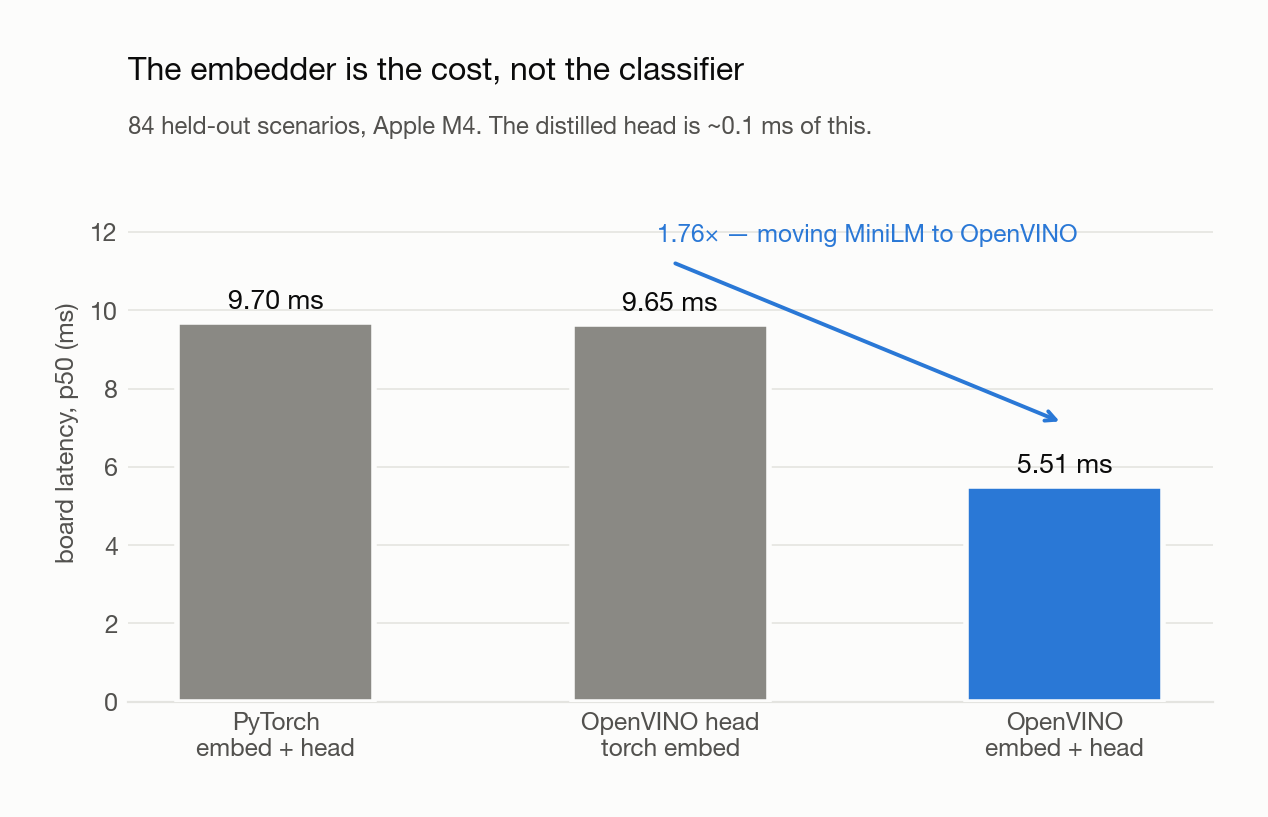 The embedder is the cost, not the classifier
84 held-out scenarios, Apple M4. The distilled head is ~0.1 ms of this.
12
1.76× — moving MiniLM to OpenVINO
9.70 ms
9.65 ms
10
8
6
5.51 ms
4
2
0
board latency, p50 (ms)
PyTorch
embed + head
OpenVINO head
torch embed
OpenVINO
embed + head